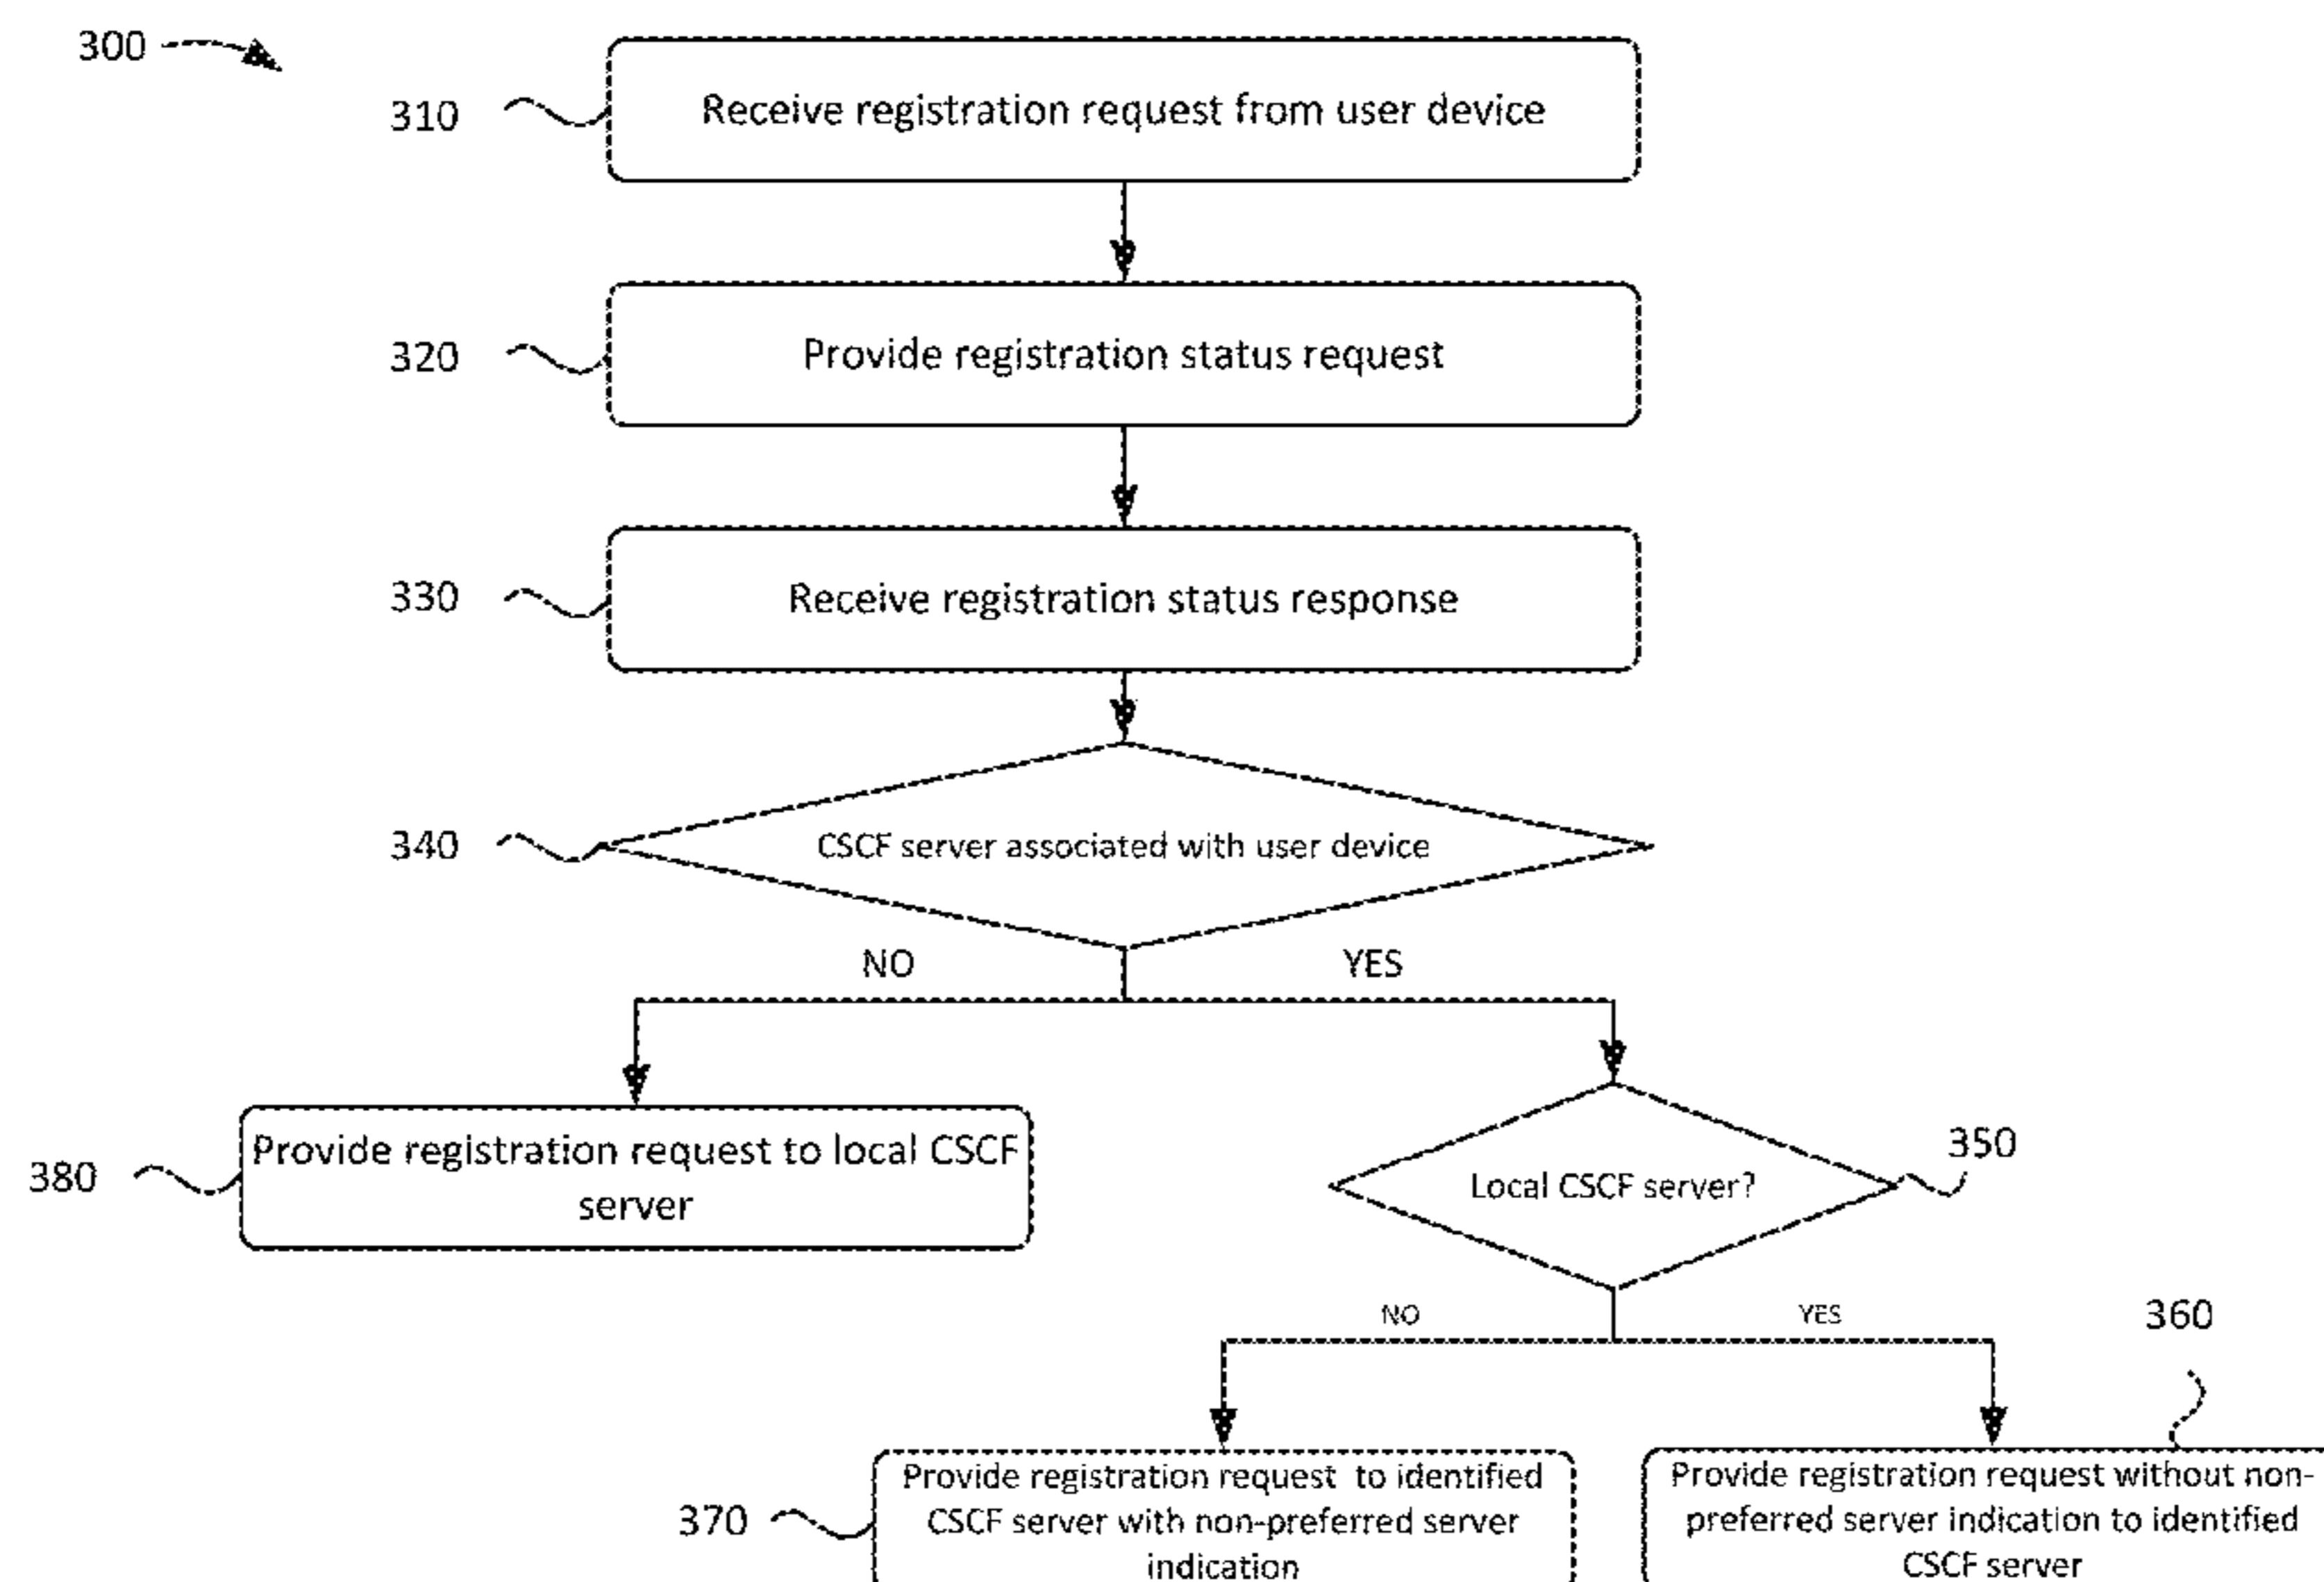 300
310
Receive registration request from user device
320
Provide registration status request
330
Receive registration status response
340
CSCF server associated with user device
NO
YES
380
Provide registration request to local CSCF
server
Local CSCF server?
350
NO
YES
360
370
Provide registration request to identified
CSCF server with non-preferred server
indication
Provide registration request without non-
preferred server indication to identified
CSCF server